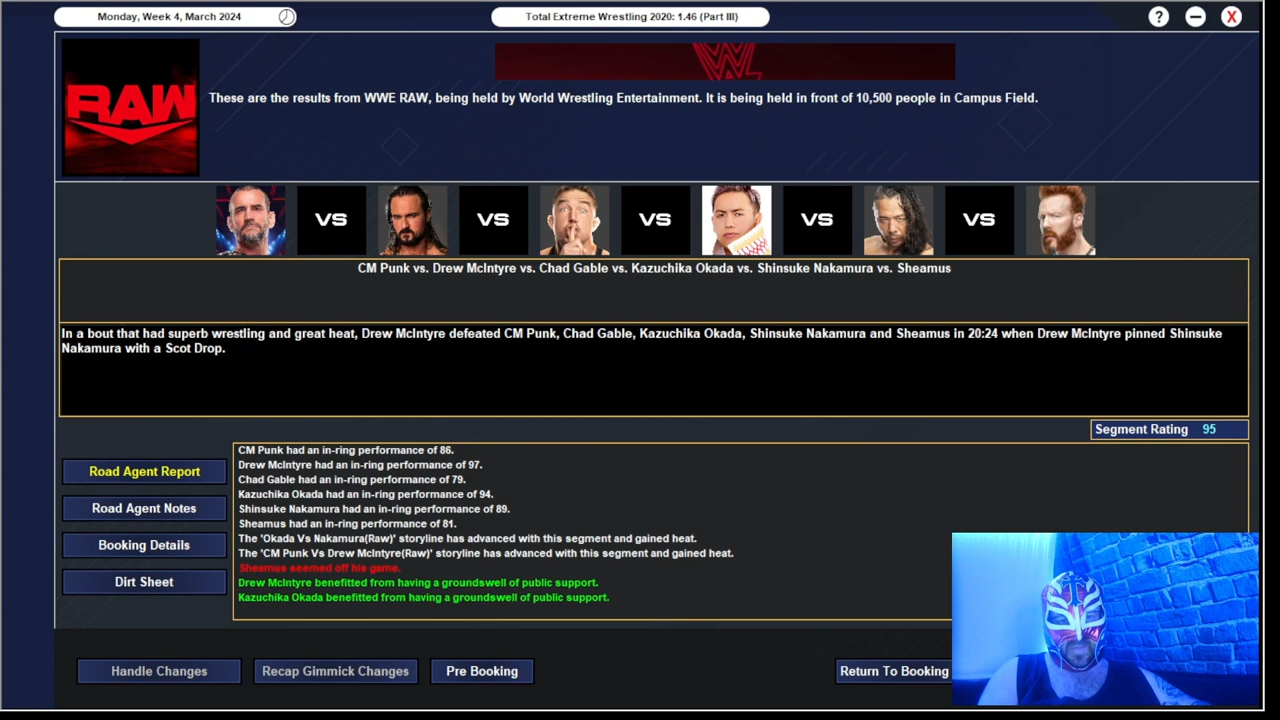 Monday, Week 4, March 2024
Total Extreme Wrestling 2020: 1.46 (Part III)
?
X
RAW
W
These are the results from WWE RAW, being held by World Wrestling Entertainment. It is being held in front of 10,500 people in Campus Field.
VS VS VS VS VS
CM Punk vs. Drew McIntyre vs. Chad Gable vs. Kazuchika Okada vs. Shinsuke Nakamura vs. Sheamus
In a bout that had superb wrestling and great heat, Drew McIntyre defeated CM Punk, Chad Gable, Kazuchika Okada, Shinsuke Nakamura and Sheamus in 20:24 when Drew McIntyre pinned Shinsuke
Nakamura with a Scot Drop.
Segment Rating 95
Road Agent Report
Road Agent Notes
Booking Details
Dirt Sheet
CM Punk had an in-ring performance of 86.
Drew McIntyre had an in-ring performance of 97.
Chad Gable had an in-ring performance of 79.
Kazuchika Okada had an in-ring performance of 94.
Shinsuke Nakamura had an in-ring performance of 89.
Sheamus had an in-ring performance of 81.
The 'Okada Vs Nakamura(Raw)' storyline has advanced with this segment and gained heat.
The 'CM Punk Vs Drew McIntyre(Raw)' storyline has advanced with this segment and gained heat.
Sheamus seemed off his game.
Drew McIntyre benefitted from having a groundswell of public support.
Kazuchika Okada benefitted from having a groundswell of public support.
Handle Changes
Recap Gimmick Changes
Pre Booking
Return To Booking